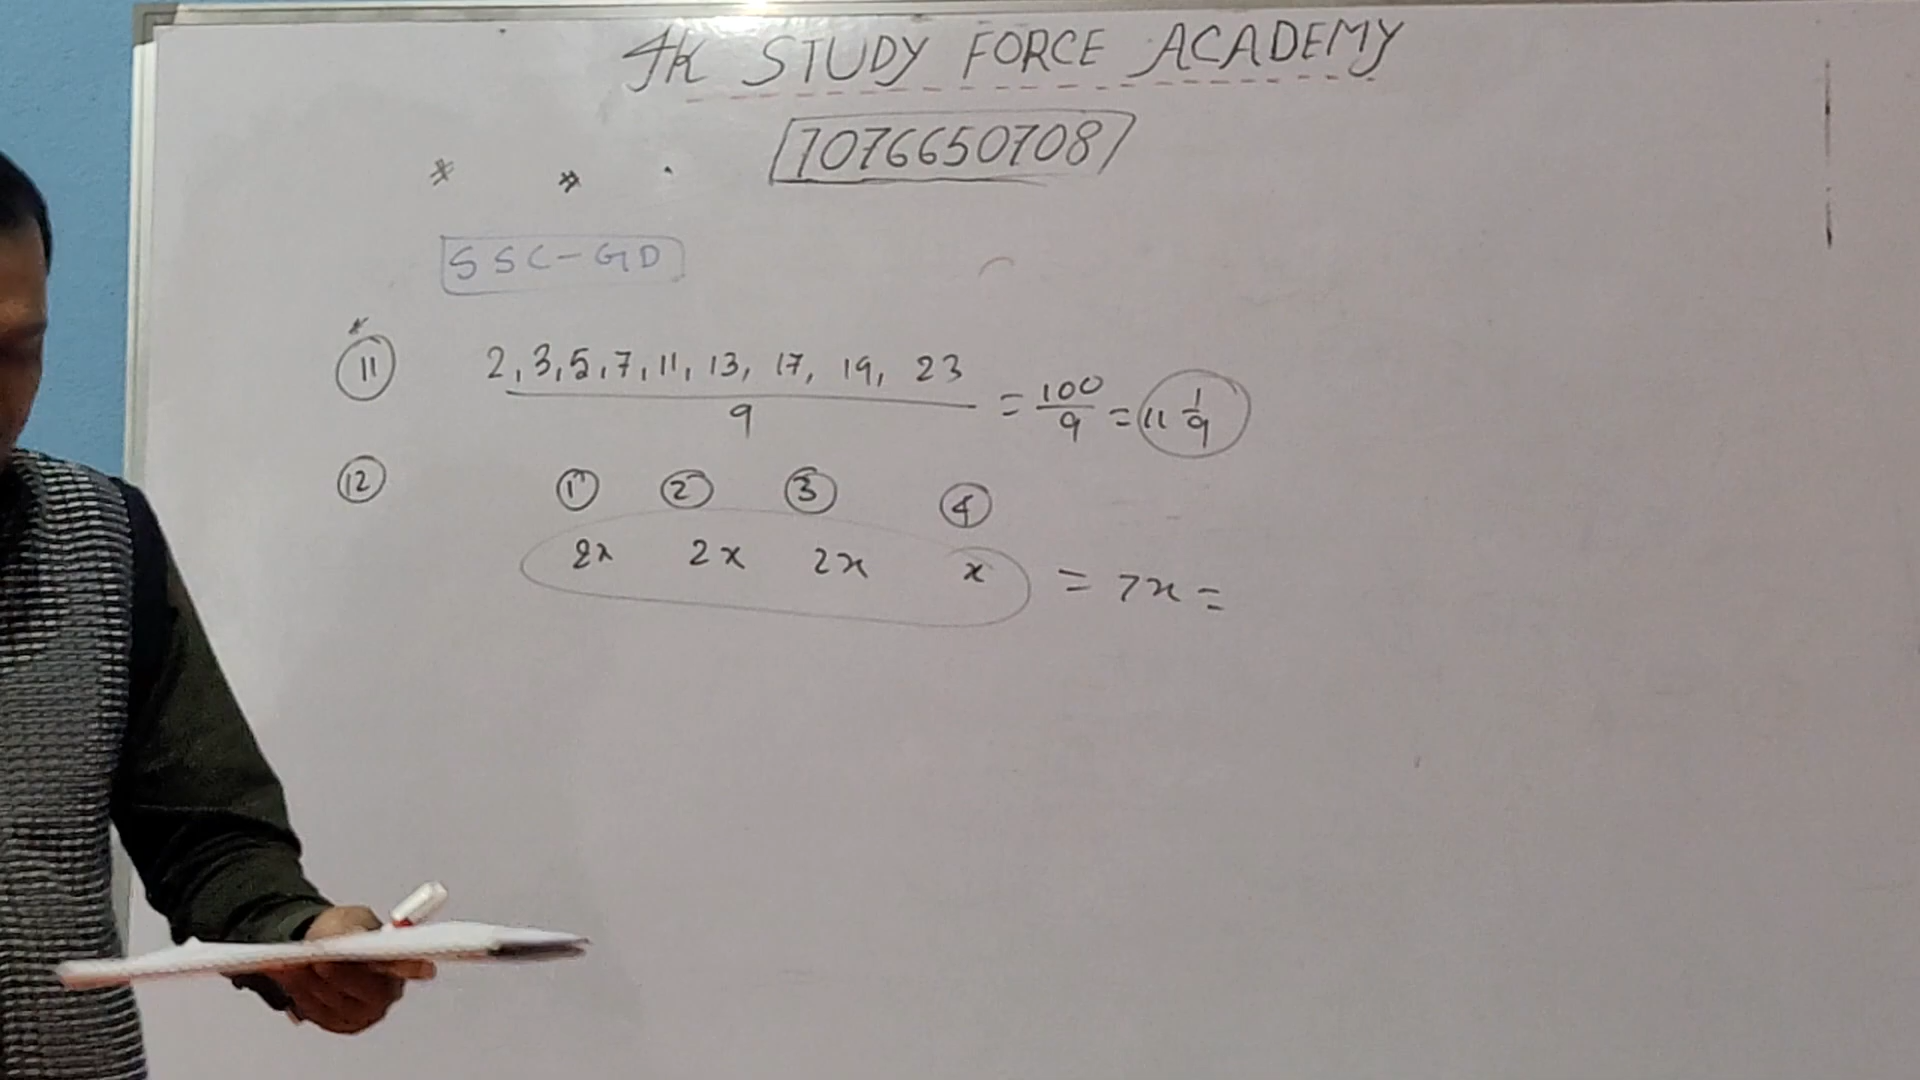 JK STUDY FORCE ACADEMY
7076650708
SSC-GD
11 2, 3, 5, 7, 11, 13, 17, 19, 23 / 9 = 100/9 = 11 1/9
12 1 2 3 4
2x 2x 2x x = 7x =